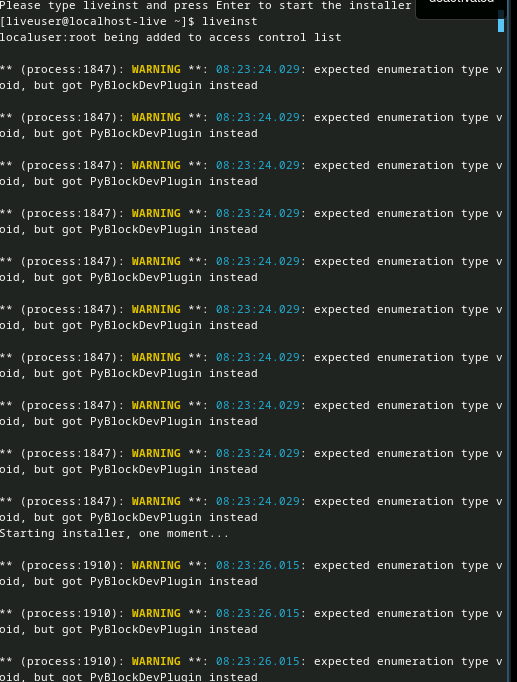 Please type liveinst and press Enter to start the installer
deactivated
[liveuser@localhost-live ~]$ liveinst
localuser:root being added to access control list
** (process:1847): WARNING **: 08:23:24.029: expected enumeration type v
oid, but got PyBlockDevPlugin instead
** (process:1847): WARNING **: 08:23:24.029: expected enumeration type v
oid, but got PyBlockDevPlugin instead
** (process:1847): WARNING **: 08:23:24.029: expected enumeration type v
oid, but got PyBlockDevPlugin instead
** (process:1847): WARNING **: 08:23:24.029: expected enumeration type v
oid, but got PyBlockDevPlugin instead
** (process:1847): WARNING **: 08:23:24.029: expected enumeration type v
oid, but got PyBlockDevPlugin instead
** (process:1847): WARNING **: 08:23:24.029: expected enumeration type v
oid, but got PyBlockDevPlugin instead
** (process:1847): WARNING **: 08:23:24.029: expected enumeration type v
oid, but got PyBlockDevPlugin instead
** (process:1847): WARNING **: 08:23:24.029: expected enumeration type v
oid, but got PyBlockDevPlugin instead
** (process:1847): WARNING **: 08:23:24.029: expected enumeration type v
oid, but got PyBlockDevPlugin instead
** (process:1847): WARNING **: 08:23:24.029: expected enumeration type v
oid, but got PyBlockDevPlugin instead
Starting installer, one moment...
** (process:1910): WARNING **: 08:23:26.015: expected enumeration type v
oid, but got PyBlockDevPlugin instead
** (process:1910): WARNING **: 08:23:26.015: expected enumeration type v
oid, but got PyBlockDevPlugin instead
** (process:1910): WARNING **: 08:23:26.015: expected enumeration type v
oid, but got PyBlockDevPlugin instead